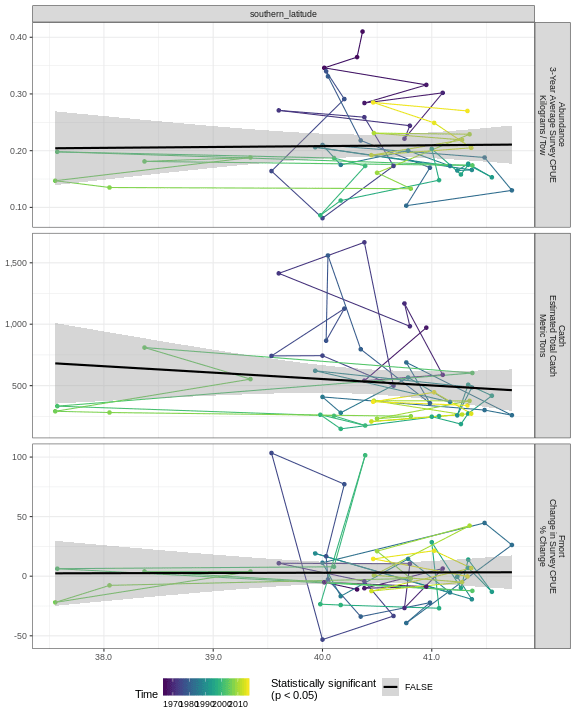 southern_latitude
0.40
0.30
0.20
0.10
Abundance
3-Year Average Survey CPUE
Kilograms / Tow
1,500
1,000
500
Catch
Estimated Total Catch
Metric Tons
100
50
0
-50
Fmort
Change in Survey CPUE
% Change
38.0 39.0 40.0 41.0
Time
1970 1980 1990 2000 2010
Statistically significant
(p < 0.05)
FALSE